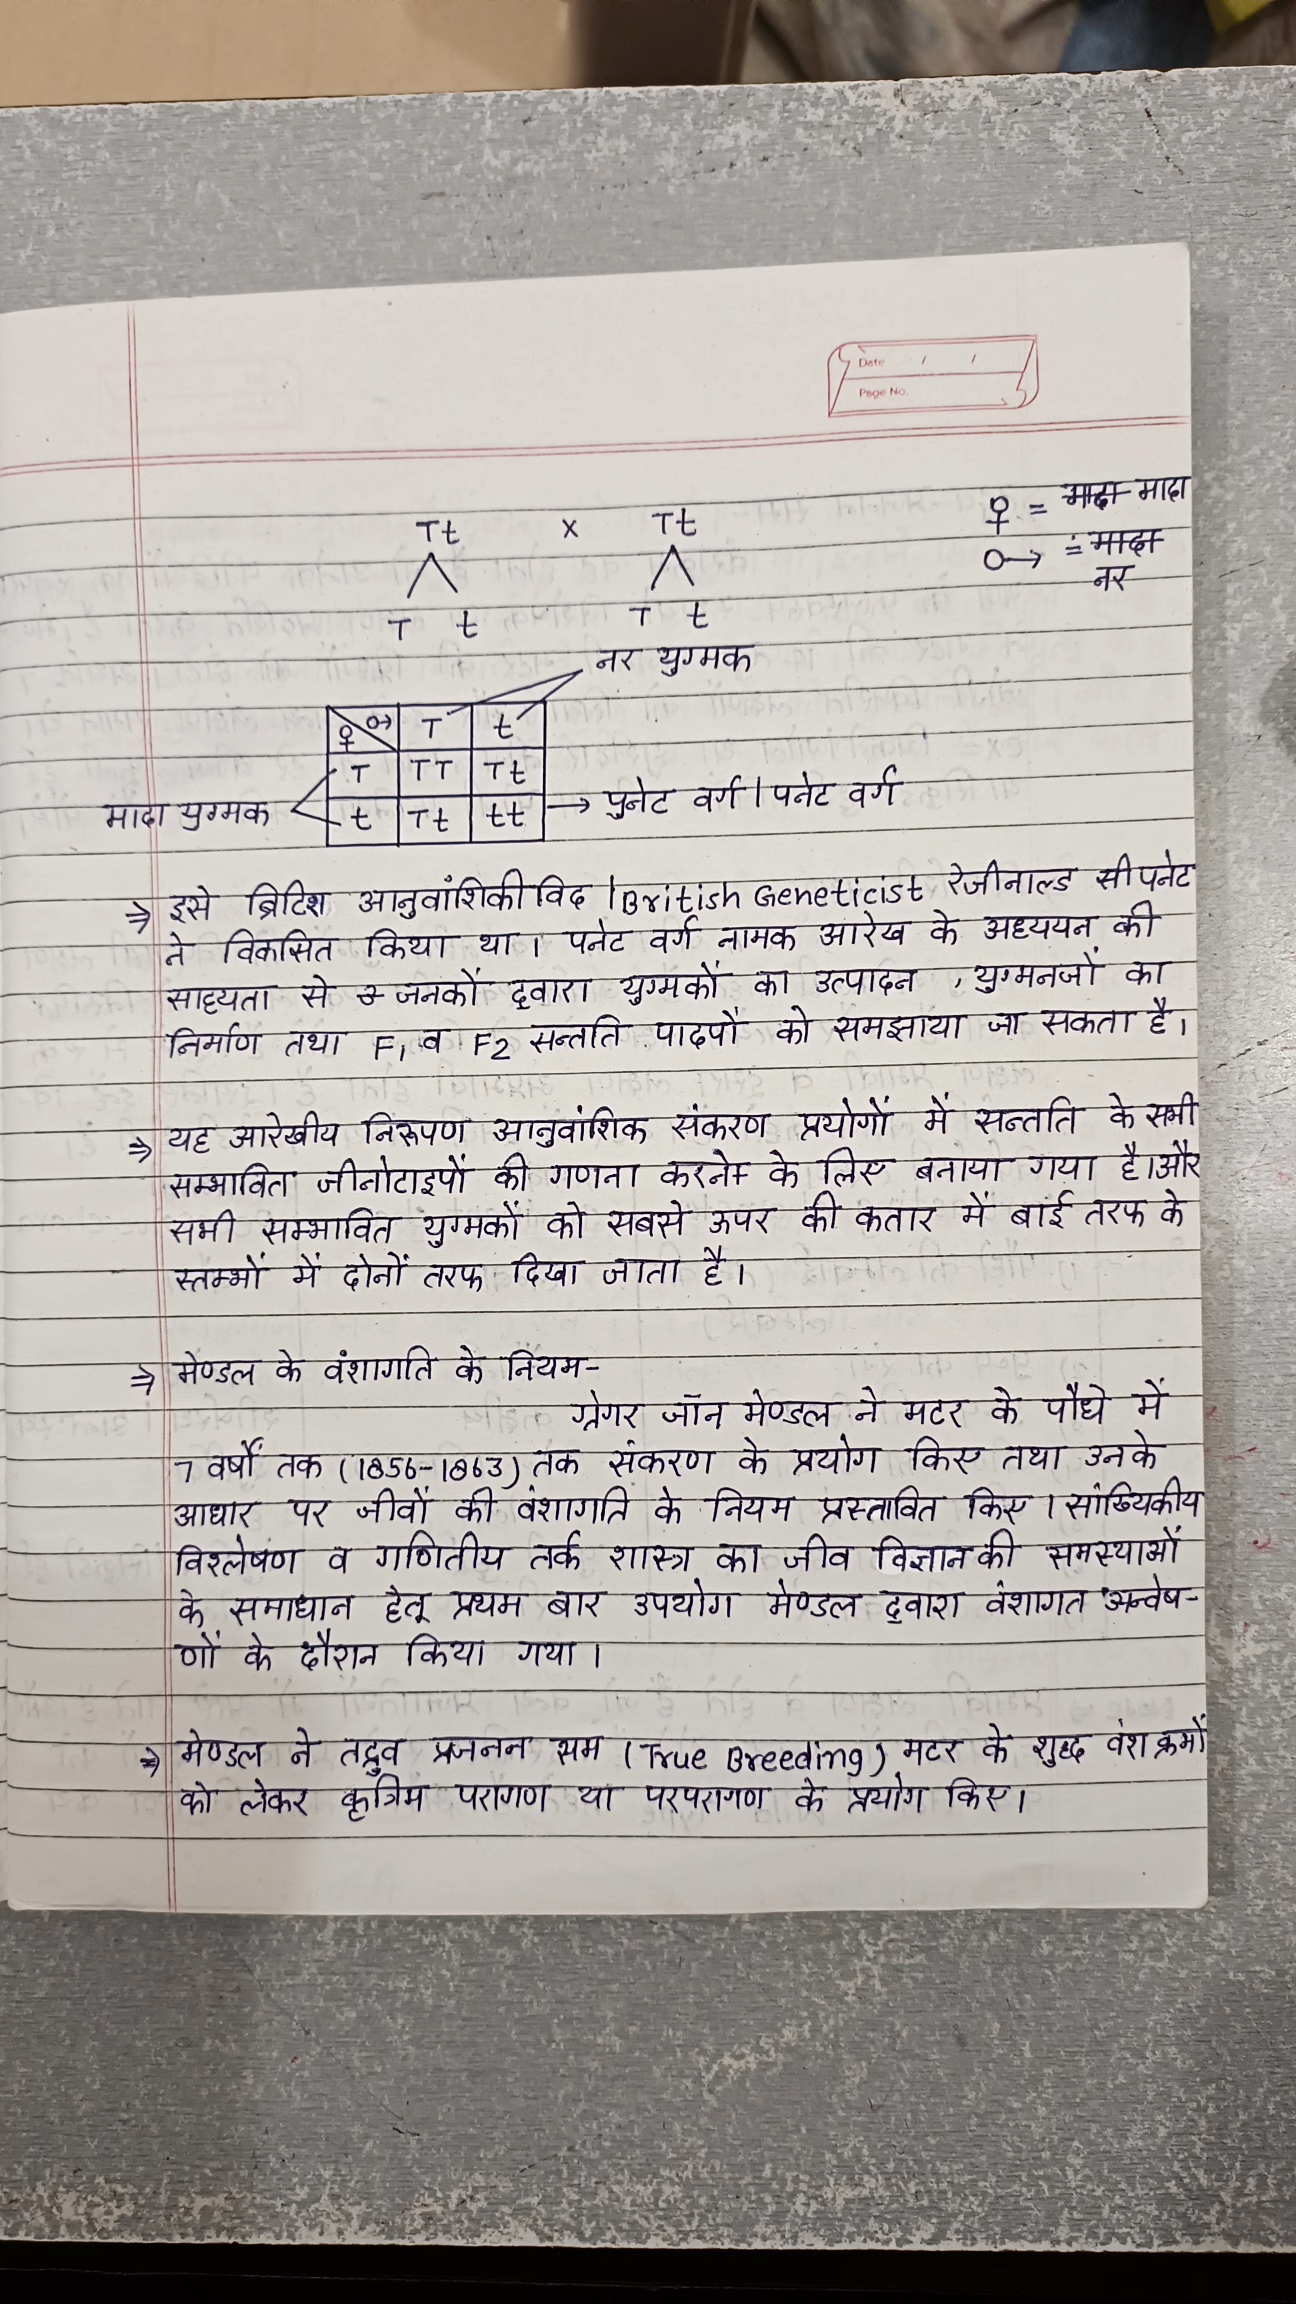 Date / /
Page No.
Tt x Tt ♀ = मादा मादा
T t T t ο→ = मादा
नर
नर युग्मक
♀ ο→ T t
T TT Tt
मादा युग्मक t Tt tt → पुनेट वर्ग / पनेट वर्ग
⇒ इसे ब्रिटिश आनुवांशिकीविद / British Geneticist रेजीनाल्ड सी पनेट
ने विकसित किया था। पनेट वर्ग नामक आरेख के अध्ययन की
साहयता से उ जनकों द्वारा युग्मकों का उत्पादन , युग्मनजों का
निर्माण तथा F1 व F2 सन्तति पादपों को समझाया जा सकता है।
⇒ यह आरेखीय निरूपण आनुवांशिक संकरण प्रयोगों में सन्तति के सभी
सम्भावित जीनोटाइपों की गणना करने के लिए बनाया गया है। और
सभी सम्भावित युग्मकों को सबसे ऊपर की कतार में बाई तरफ के
स्तम्भों में दोनों तरफ दिखा जाता है।
⇒ मेण्डल के वंशागति के नियम-
ग्रेगर जॉन मेण्डल ने मटर के पौधे में
7 वर्षों तक (1856-1863) तक संकरण के प्रयोग किए तथा उनके
आधार पर जीवों की वंशागति के नियम प्रस्तावित किए। सांख्यिकीय
विश्लेषण व गणितीय तर्क शास्त्र का जीव विज्ञान की समस्याओं
के समाधान हेतू प्रथम बार उपयोग मेण्डल द्वारा वंशागत अन्वेष-
णों के दौरान किया गया।
⇒ मेण्डल ने तद्रुव प्रजनन सम (True Breeding) मटर के शुद्ध वंश क्रमों
को लेकर कृत्रिम परागण या परपरागण के प्रयोग किए।